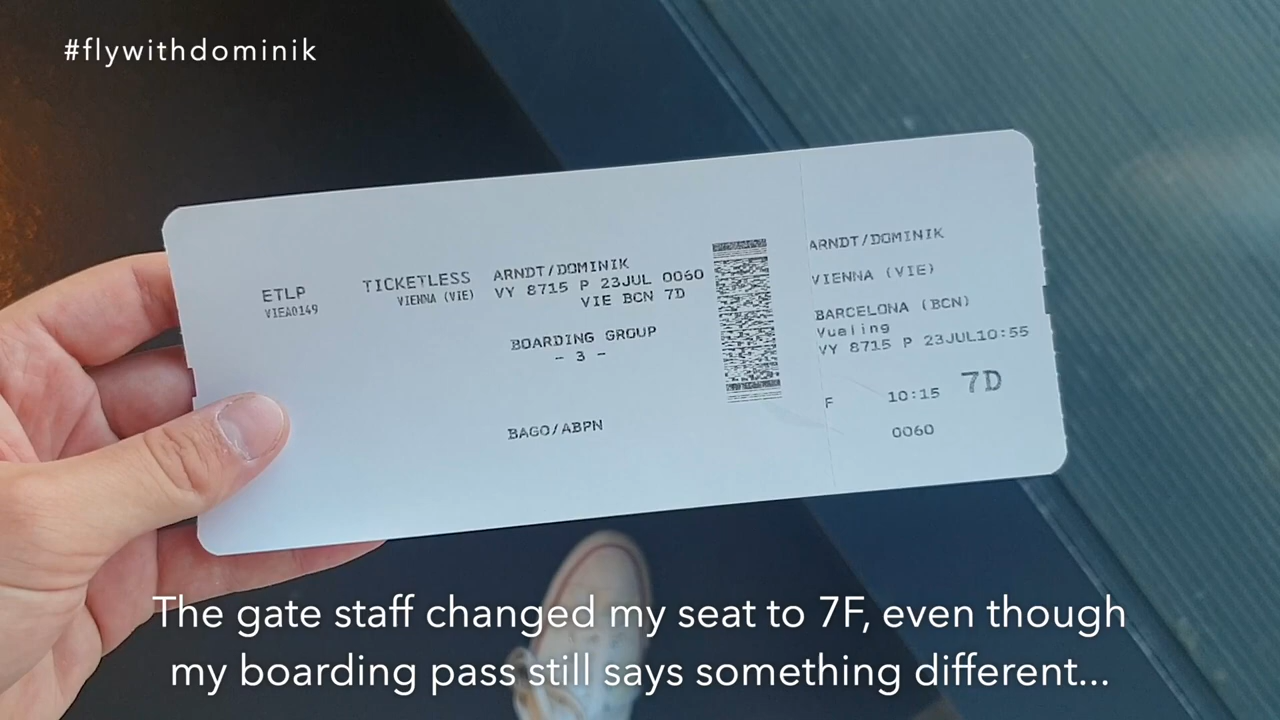 #flywithdominik
ETLP
VIEA0149
TICKETLESS
VIENNA (VIE)
ARNDT/DOMINIK
VY 8715 P 23JUL 0060
VIE BCN 7D
BOARDING GROUP
- 3 -
BAGO/ABPN
ARNDT/DOMINIK
VIENNA (VIE)
BARCELONA (BCN)
Vueling
VY 8715 P 23JUL10:55
F 10:15 7D
0060
The gate staff changed my seat to 7F, even though
my boarding pass still says something different...